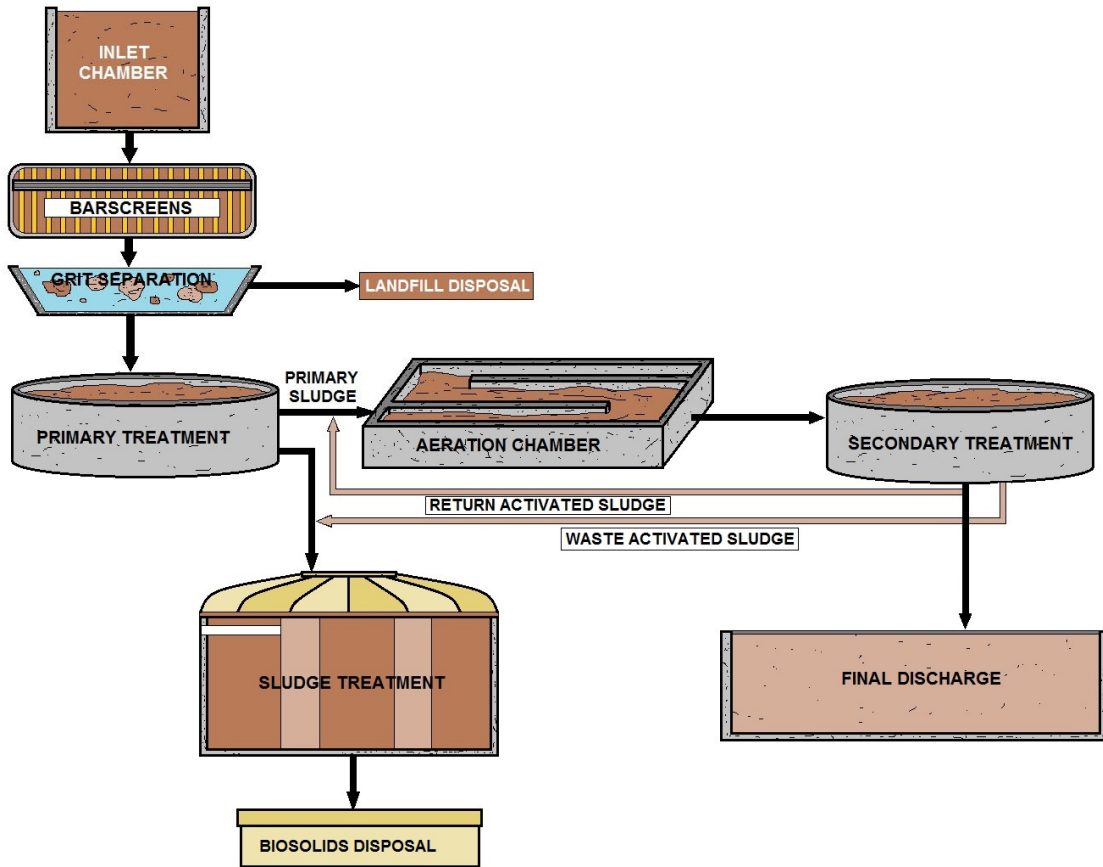 INLET
CHAMBER
BARSCREENS
GRIT SEPARATION
LANDFILL DISPOSAL
PRIMARY
SLUDGE
PRIMARY TREATMENT
AERATION CHAMBER
SECONDARY TREATMENT
RETURN ACTIVATED SLUDGE
WASTE ACTIVATED SLUDGE
SLUDGE TREATMENT
FINAL DISCHARGE
BIOSOLIDS DISPOSAL